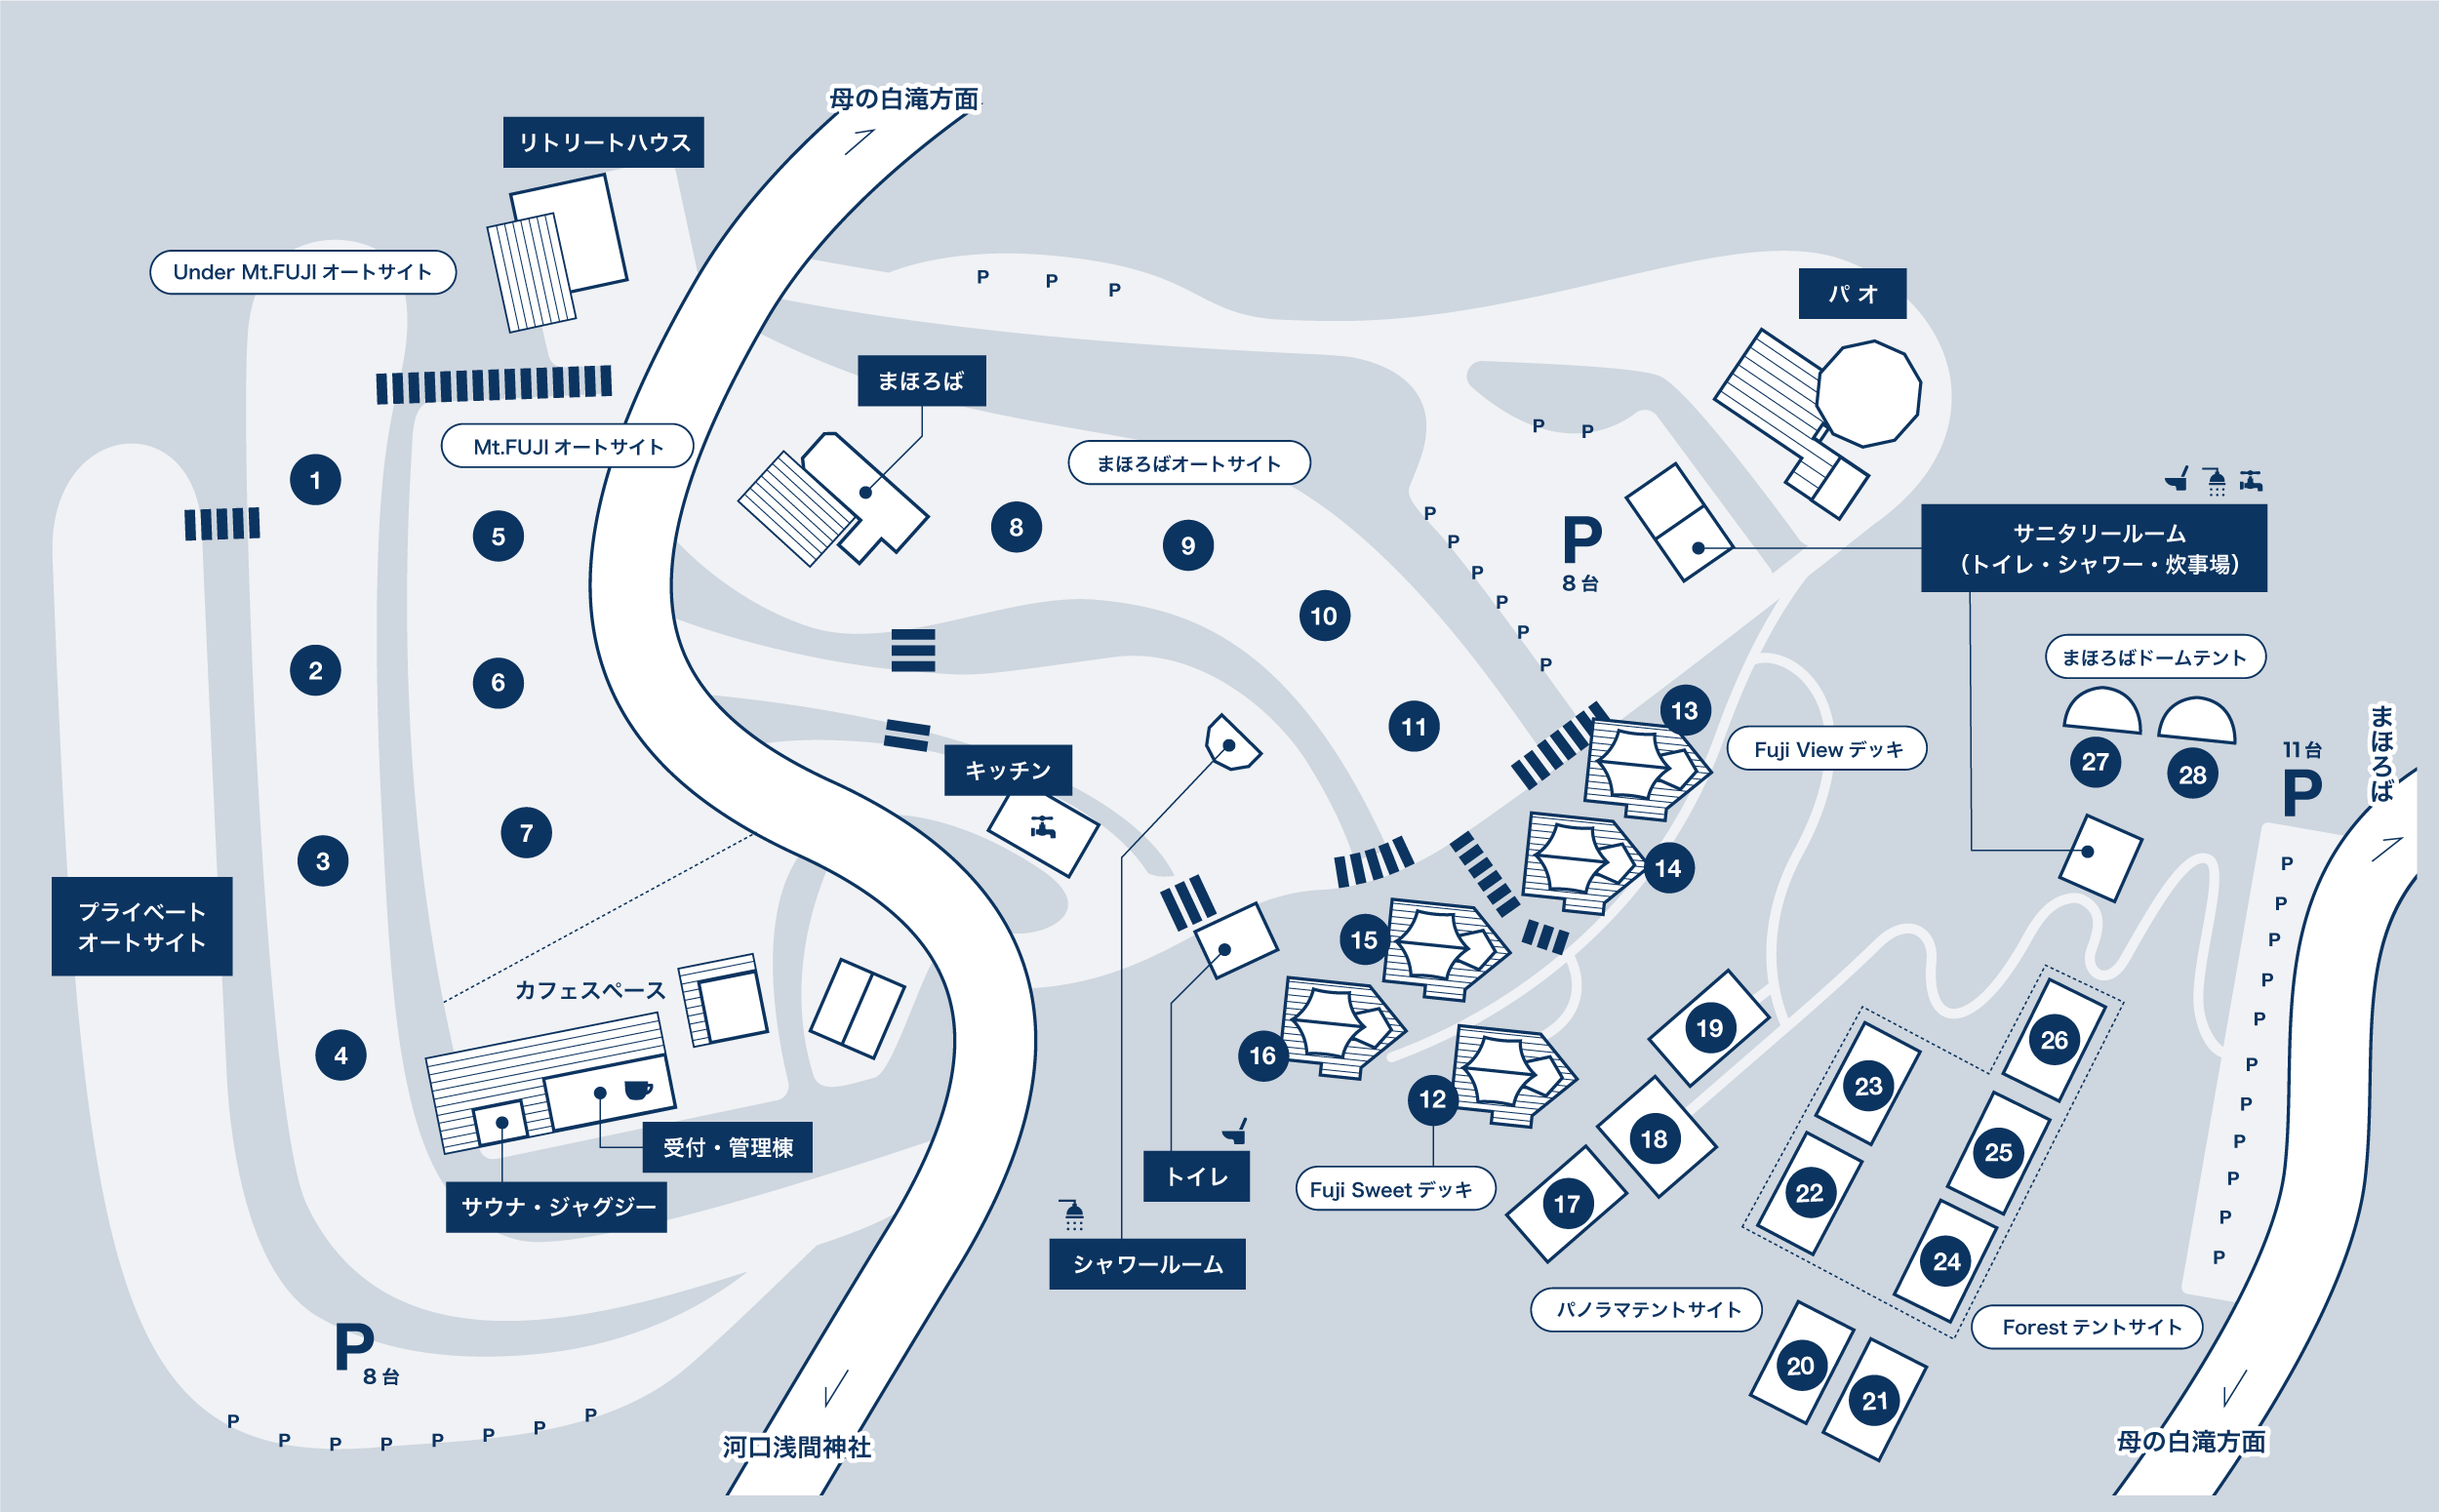 母の白滝方面
リトリートハウス
Under Mt.FUJI オートサイト
P
P
P
パ オ
まほろば
Mt.FUJI オートサイト
まほろばオートサイト
P
P
1
5
8
9
P
P
P
P
P
P
P
8 台
サニタリールーム
（トイレ・シャワー・炊事場）
10
2
6
11
13
Fuji View デッキ
まほろばドームテント
27
28
11 台
P
まほろば
キッチン
7
3
14
15
プライベート
オートサイト
カフェスペース
4
16
12
19
18
17
23
22
26
25
24
P
P
P
P
P
P
P
P
P
P
P
受付・管理棟
サウナ・ジャグジー
トイレ
Fuji Sweet デッキ
シャワールーム
パノラマテントサイト
Forest テントサイト
20
21
P
8 台
P
P
P
P
P
P
P
P
河口浅間神社
母の白滝方面